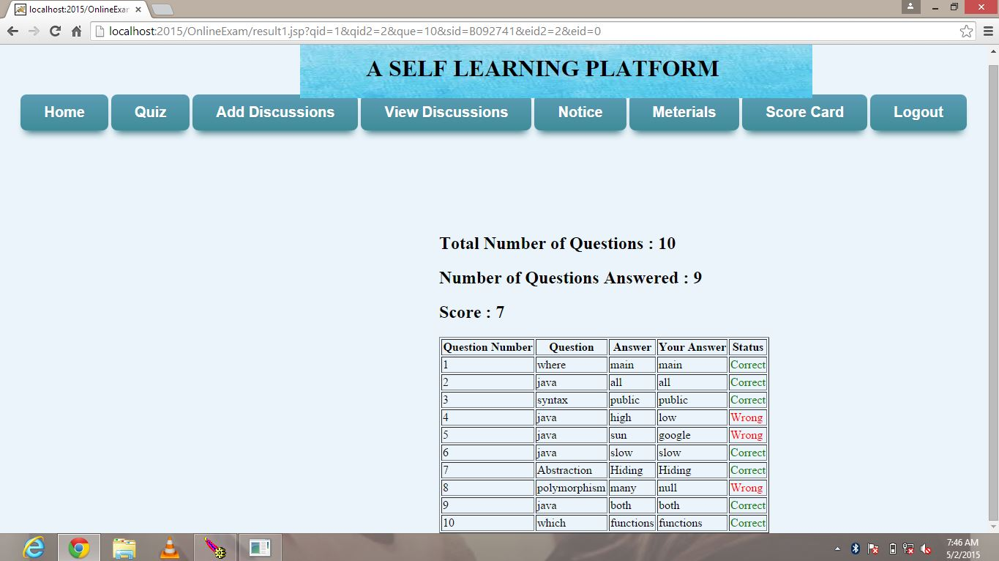 localhost:2015/OnlineExar
localhost:2015/OnlineExam/result1.jsp?qid=1&qid2=2&que=10&sid=B092741&eid2=2&eid=0
A SELF LEARNING PLATFORM
Home Quiz Add Discussions View Discussions Notice Meterials Score Card Logout
Total Number of Questions : 10
Number of Questions Answered : 9
Score : 7
Question Number Question Answer Your Answer Status
1 where main main Correct
2 java all all Correct
3 syntax public public Correct
4 java high low Wrong
5 java sun google Wrong
6 java slow slow Correct
7 Abstraction Hiding Hiding Correct
8 polymorphism many null Wrong
9 java both both Correct
10 which functions functions Correct
7:46 AM
5/2/2015